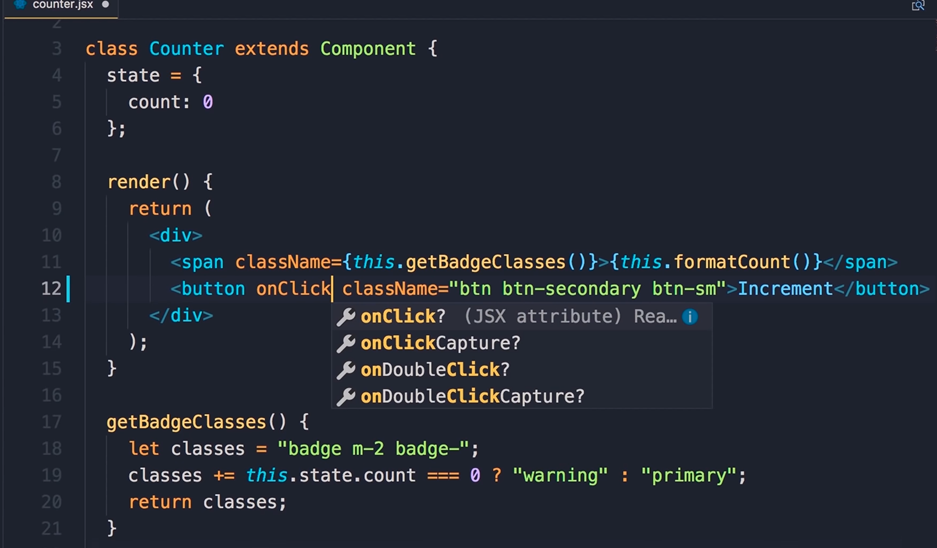 counter.jsx
2
3 class Counter extends Component {
4 state = {
5 count: 0
6 };
7
8 render() {
9 return (
10 <div>
11 <span className={this.getBadgeClasses()}>{this.formatCount()}</span>
12 <button onClick className="btn btn-secondary btn-sm">Increment</button>
onClick? (JSX attribute) Rea…
13 </div>
onClickCapture?
14 );
onDoubleClick?
15 }
onDoubleClickCapture?
16
17 getBadgeClasses() {
18 let classes = "badge m-2 badge-";
19 classes += this.state.count === 0 ? "warning" : "primary";
20 return classes;
21 }